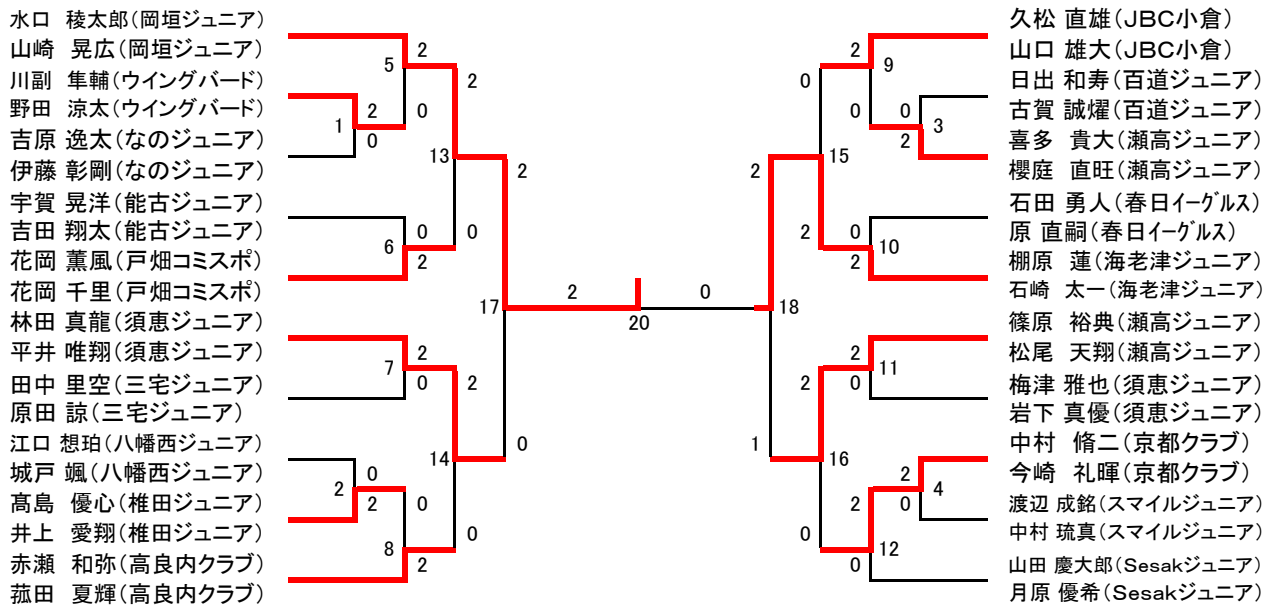 水口 稜太郎(岡垣ジュニア)
山崎 晃広(岡垣ジュニア)
川副 隼輔(ウイングバード)
野田 涼太(ウイングバード)
吉原 逸太(なのジュニア)
伊藤 彰剛(なのジュニア)
宇賀 晃洋(能古ジュニア)
吉田 翔太(能古ジュニア)
花岡 薫風(戸畑コミスポ)
花岡 千里(戸畑コミスポ)
林田 真龍(須恵ジュニア)
平井 唯翔(須恵ジュニア)
田中 里空(三宅ジュニア)
原田 諒(三宅ジュニア)
江口 想珀(八幡西ジュニア)
城戸 颯(八幡西ジュニア)
髙島 優心(椎田ジュニア)
井上 愛翔(椎田ジュニア)
赤瀬 和弥(高良内クラブ)
菰田 夏輝(高良内クラブ)
2
5
2
2
0
1
0
13
2
0
0
6
2
17
2
7
0
2
0
14
0
2
2
0
0
8
2
2
0
20
久松 直雄(JBC小倉)
山口 雄大(JBC小倉)
日出 和寿(百道ジュニア)
古賀 誠燿(百道ジュニア)
喜多 貴大(瀬高ジュニア)
櫻庭 直旺(瀬高ジュニア)
石田 勇人(春日イーグルス)
原 直嗣(春日イーグルス)
棚原 蓮(海老津ジュニア)
石崎 太一(海老津ジュニア)
篠原 裕典(瀬高ジュニア)
松尾 天翔(瀬高ジュニア)
梅津 雅也(須恵ジュニア)
岩下 真優(須恵ジュニア)
中村 脩二(京都クラブ)
今崎 礼暉(京都クラブ)
渡辺 成銘(スマイルジュニア)
中村 琉真(スマイルジュニア)
山田 慶大郎(Sesakジュニア)
月原 優希(Sesakジュニア)
2
9
0
0
0
3
2
15
2
2
0
10
2
18
2
11
0
2
1
16
2
4
0
2
0
12
0